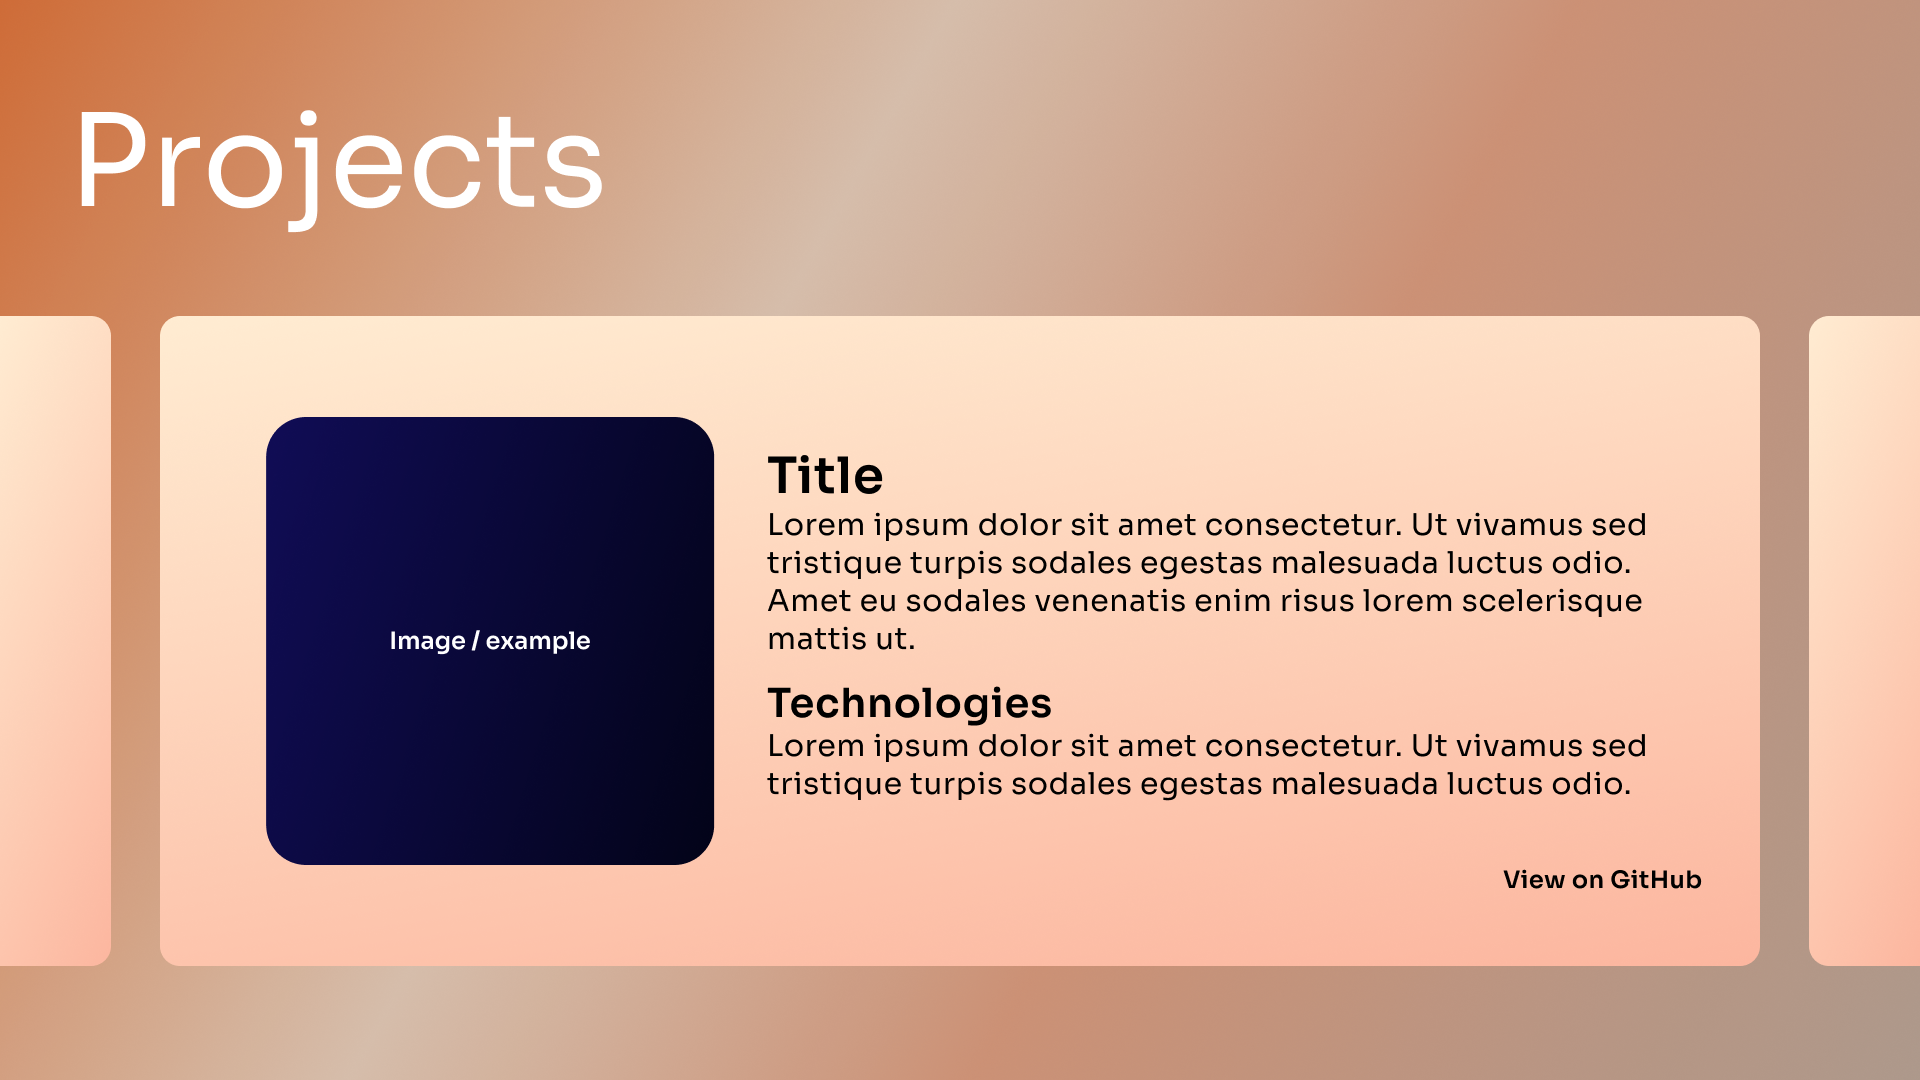 Projects
Image / example
Title
Lorem ipsum dolor sit amet consectetur. Ut vivamus sed
tristique turpis sodales egestas malesuada luctus odio.
Amet eu sodales venenatis enim risus lorem scelerisque
mattis ut.
Technologies
Lorem ipsum dolor sit amet consectetur. Ut vivamus sed
tristique turpis sodales egestas malesuada luctus odio.
View on GitHub